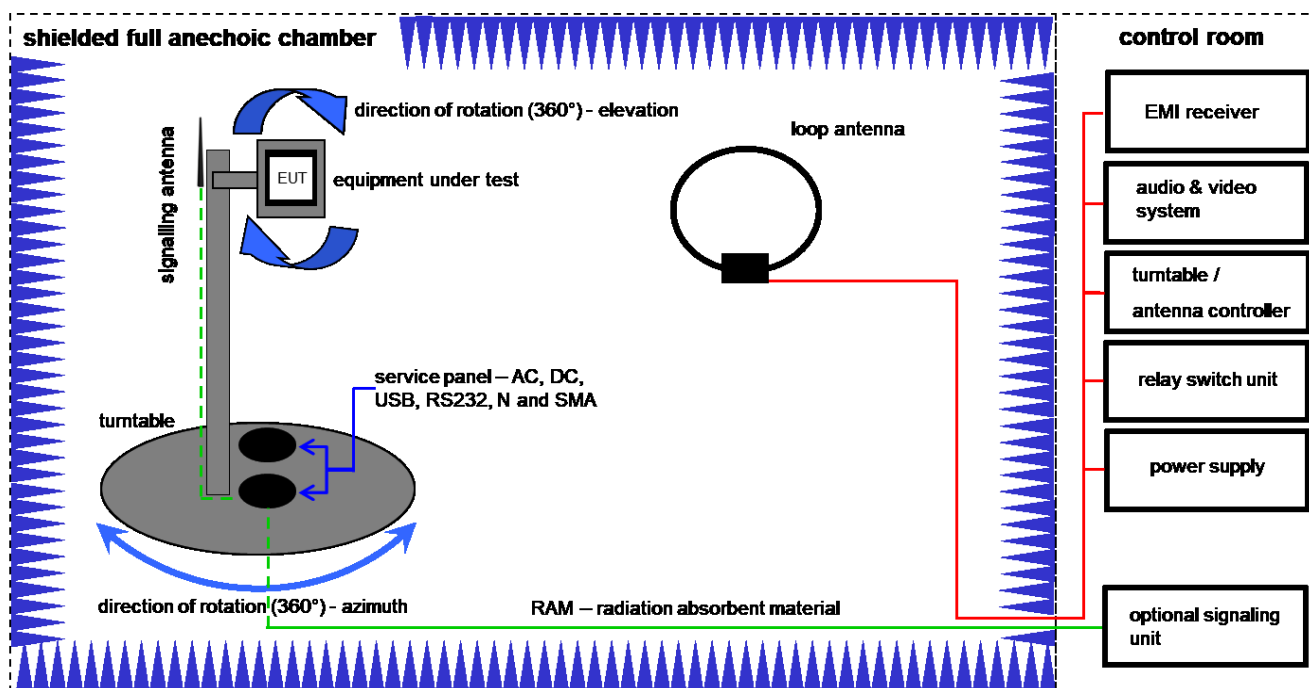 shielded full anechoic chamber
control room
direction of rotation (360°) - elevation
loop antenna
EMI receiver
signalling antenna
EUT
equipment under test
audio & video
system
turntable /
antenna controller
service panel – AC, DC,
USB, RS232, N and SMA
relay switch unit
turntable
power supply
direction of rotation (360°) - azimuth
RAM – radiation absorbent material
optional signaling
unit